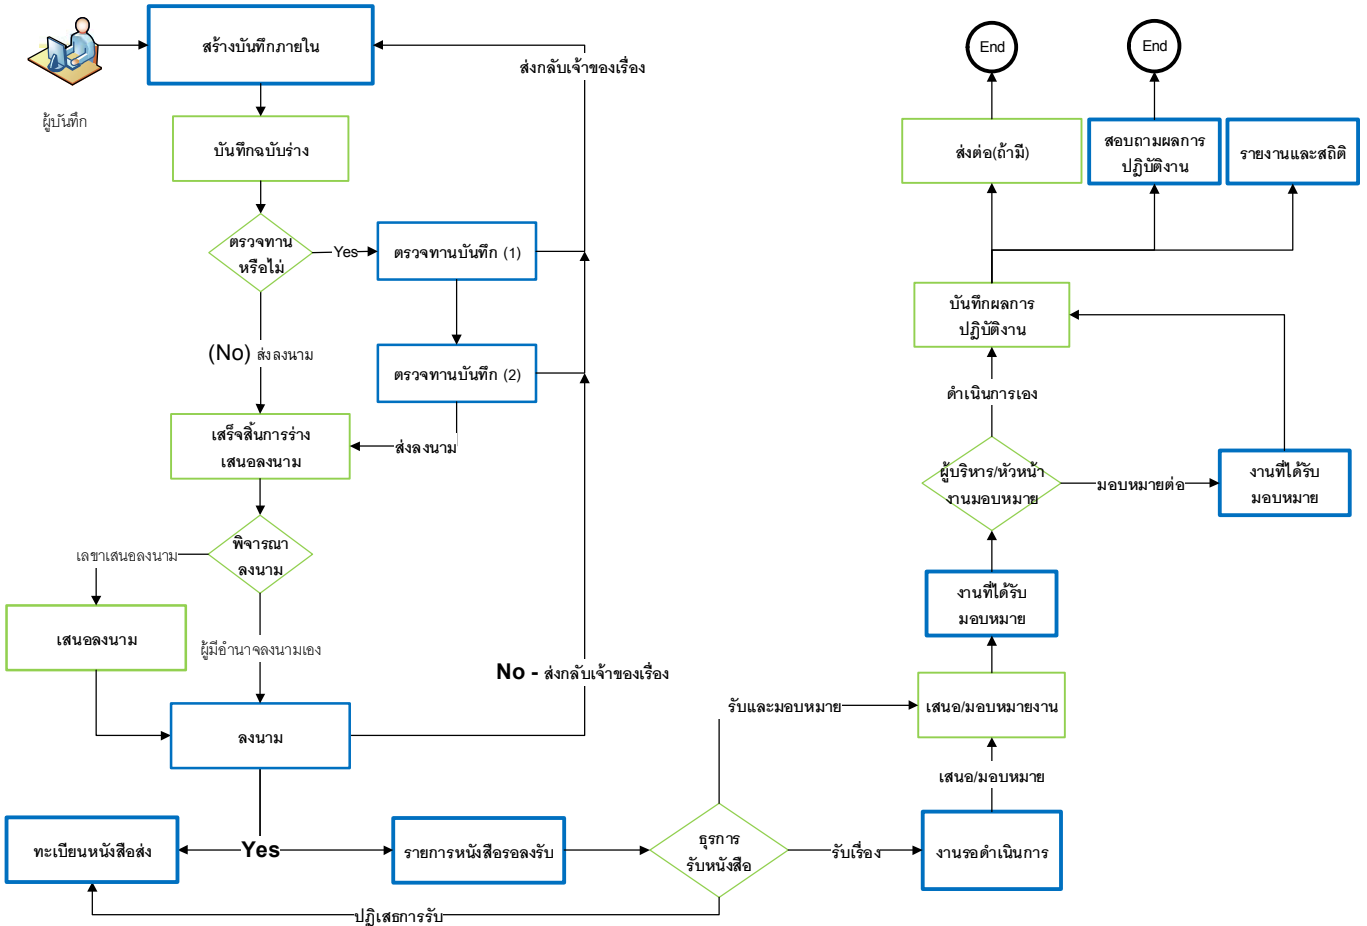 สร้างบันทึกภายใน
ผู้บันทึก
ส่งกลับเจ้าของเรื่อง
บันทึกฉบับร่าง
ตรวจทาน
หรือไม่
Yes
ตรวจทานบันทึก (1)
(No) ส่งลงนาม
ตรวจทานบันทึก (2)
เสร็จสิ้นการร่าง
เสนอลงนาม
ส่งลงนาม
พิจารณา
ลงนาม
เลขาเสนอลงนาม
เสนอลงนาม
ผู้มีอำนาจลงนามเอง
No - ส่งกลับเจ้าของเรื่อง
ลงนาม
ทะเบียนหนังสือส่ง
Yes
รายการหนังสือรอลงรับ
ธุรการ
รับหนังสือ
ปฏิเสธการรับ
รับและมอบหมาย
รับเรื่อง
งานรอดำเนินการ
เสนอ/มอบหมาย
เสนอ/มอบหมายงาน
งานที่ได้รับ
มอบหมาย
ผู้บริหาร/หัวหน้า
งานมอบหมาย
มอบหมายต่อ
งานที่ได้รับ
มอบหมาย
ดำเนินการเอง
บันทึกผลการ
ปฏิบัติงาน
ส่งต่อ(ถ้ามี)
สอบถามผลการ
ปฏิบัติงาน
รายงานและสถิติ
End
End